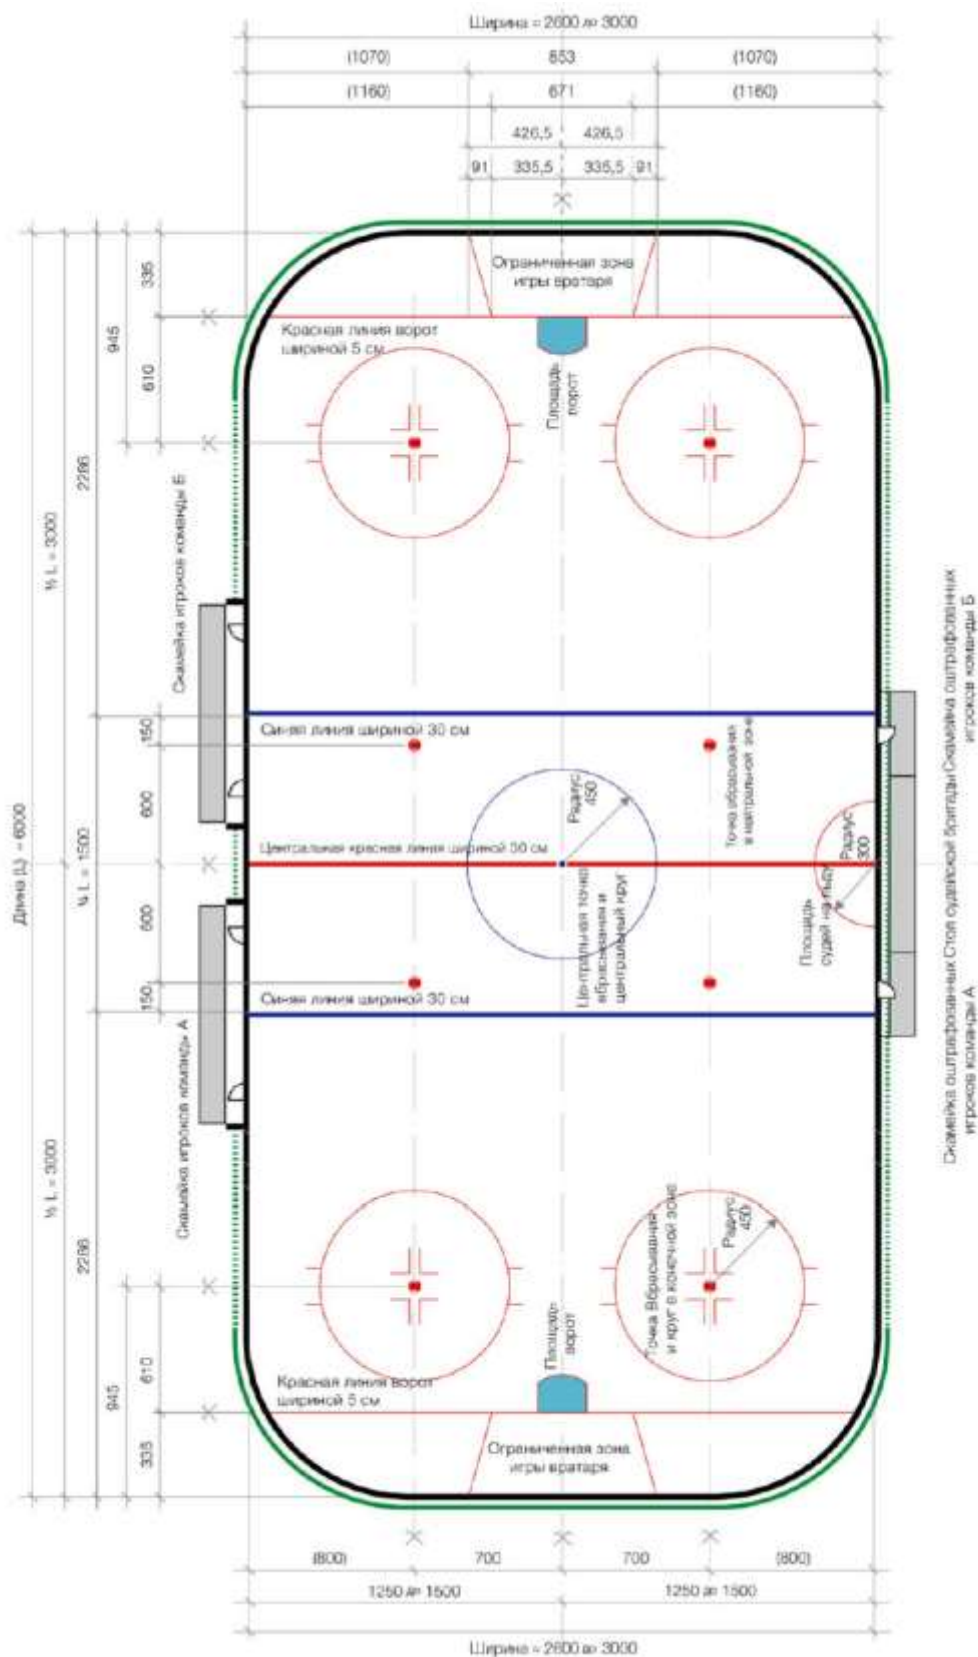 Ширина = 2600 до 3000
(1070)
853
(1070)
(1160)
671
(1160)
426,5
426,5
91
335,5
335,5
91
Ограниченная зона
игры вратаря
335
Красная линия ворот
шириной 5 см
945
610
Площадь
ворот
2286
½ L = 3000
Скамейка игроков команды Б
Синяя линия шириной 30 см
150
Точка вбрасывания
в нейтральной зоне
600
Радиус
450
Длина (L) = 6000
¼ L = 1500
Центральная красная линия шириной 30 см
Радиус
300
Площадь
судей на льду
Центральная точка
вбрасывания и
центральный круг
600
150
Синяя линия шириной 30 см
Скамейка оштрафованных
игроков команды Б
Стол судейской бригады
Скамейка оштрафованных
игроков команды А
Скамейка игроков команды А
½ L = 3000
2286
Точка Вбрасывания
и круг в конечной зоне
Радиус
450
Площадь
ворот
610
945
Красная линия ворот
шириной 5 см
335
Ограниченная зона
игры вратаря
(800)
700
700
(800)
1250 до 1500
1250 до 1500
Ширина = 2600 до 3000